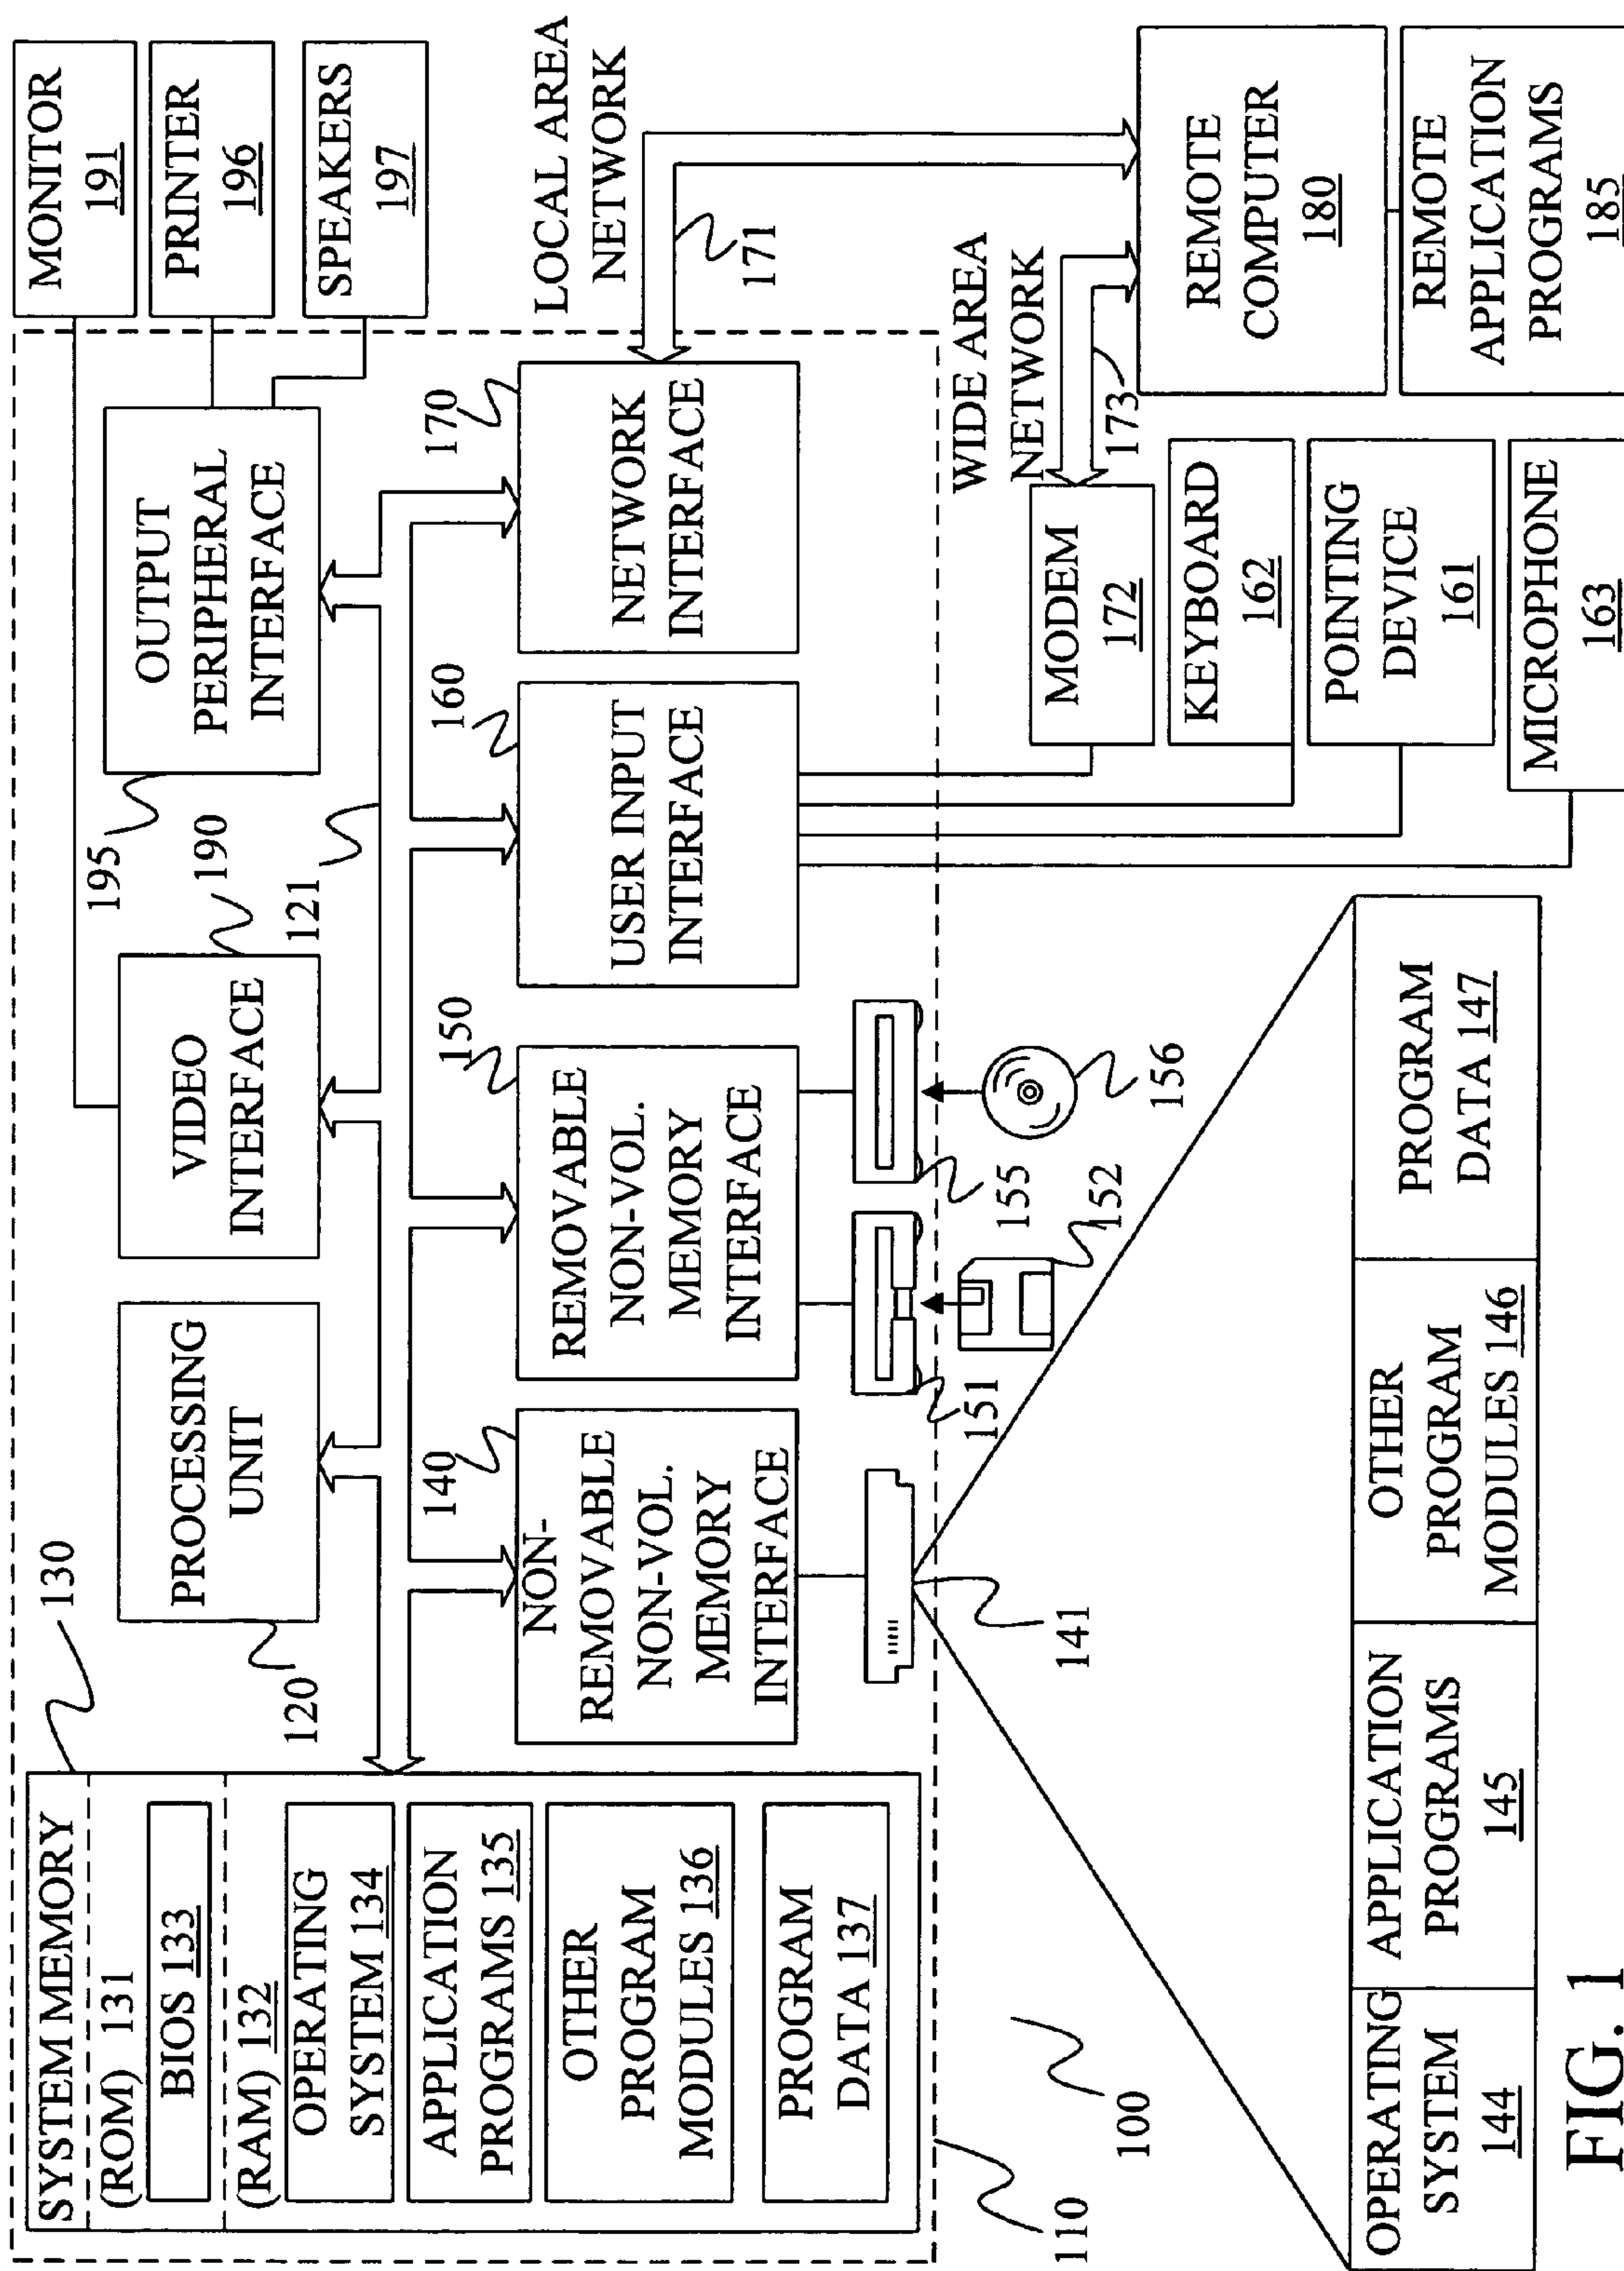 SYSTEM MEMORY
(ROM) 131
BIOS 133
(RAM) 132
OPERATING
SYSTEM 134
APPLICATION
PROGRAMS 135
OTHER
PROGRAM
MODULES 136
PROGRAM
DATA 137
130
PROCESSING
UNIT
120
VIDEO
INTERFACE
190
121
OUTPUT
PERIPHERAL
INTERFACE
195
MONITOR
191
PRINTER
196
SPEAKERS
197
NON-
REMOVABLE
NON-VOL.
MEMORY
INTERFACE
140
REMOVABLE
NON-VOL.
MEMORY
INTERFACE
150
USER INPUT
INTERFACE
160
NETWORK
INTERFACE
170
LOCAL AREA
NETWORK
171
WIDE AREA
NETWORK
173
141
151
152
155
156
MODEM
172
KEYBOARD
162
POINTING
DEVICE
161
MICROPHONE
163
REMOTE
COMPUTER
180
REMOTE
APPLICATION
PROGRAMS
185
110
100
OPERATING
SYSTEM
144
APPLICATION
PROGRAMS
145
OTHER
PROGRAM
MODULES 146
PROGRAM
DATA 147
FIG. 1